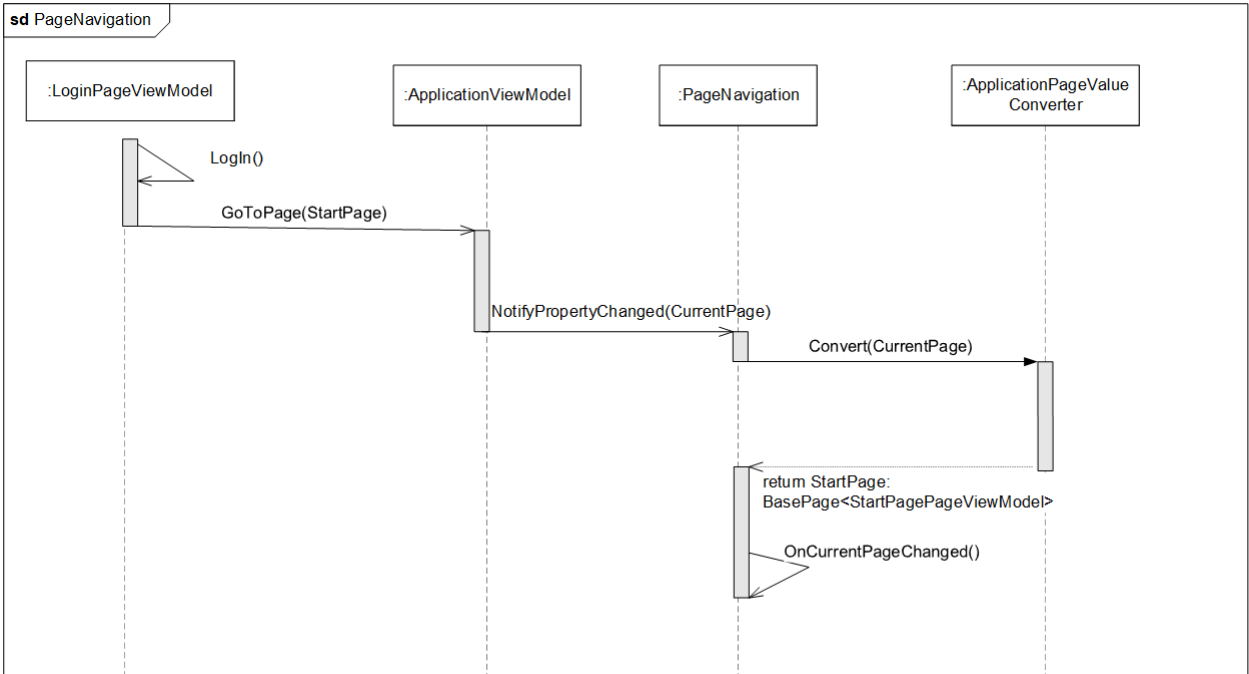 sd PageNavigation
:LoginPageViewModel
:ApplicationViewModel
:PageNavigation
:ApplicationPageValue
Converter
LogIn()
GoToPage(StartPage)
NotifyPropertyChanged(CurrentPage)
Convert(CurrentPage)
return StartPage:
BasePage<StartPagePageViewModel>
OnCurrentPageChanged()